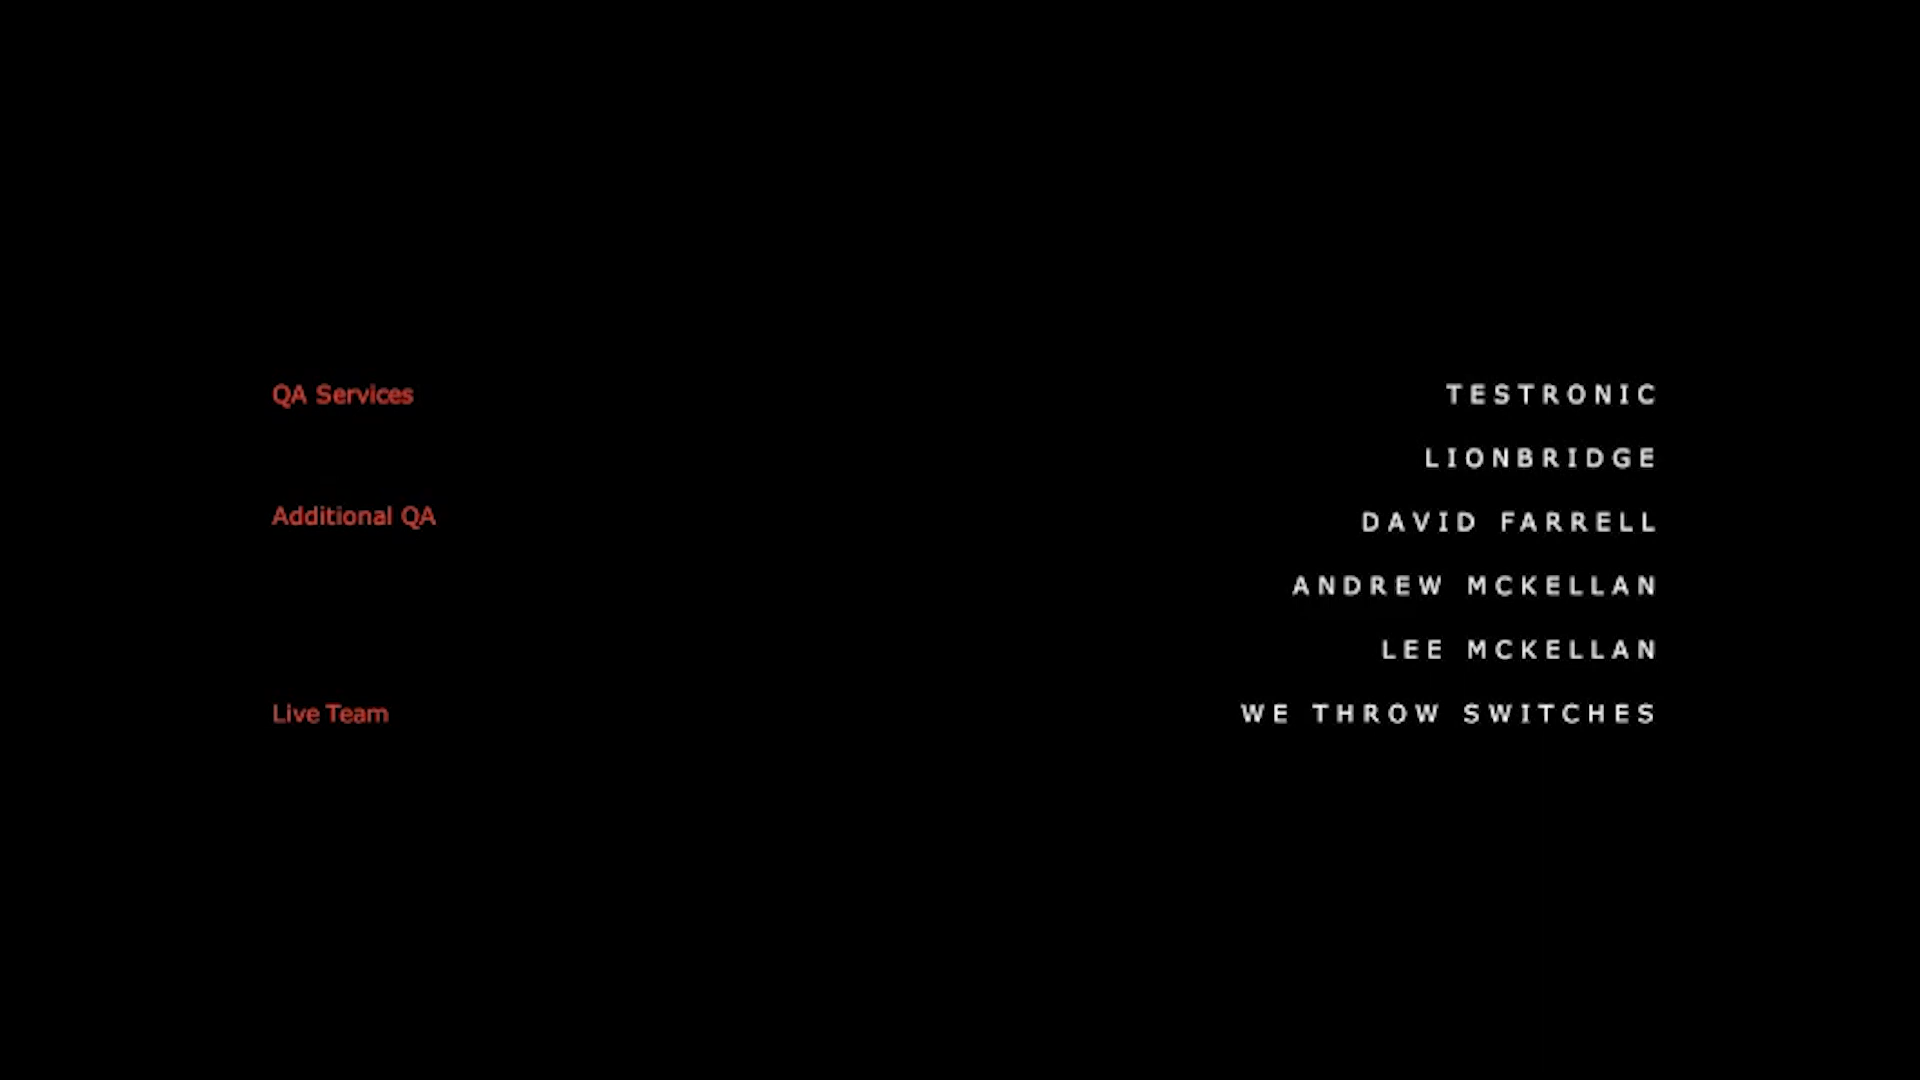 QA Services TESTRONIC
LIONBRIDGE
Additional QA DAVID FARRELL
ANDREW MCKELLAN
LEE MCKELLAN
Live Team WE THROW SWITCHES